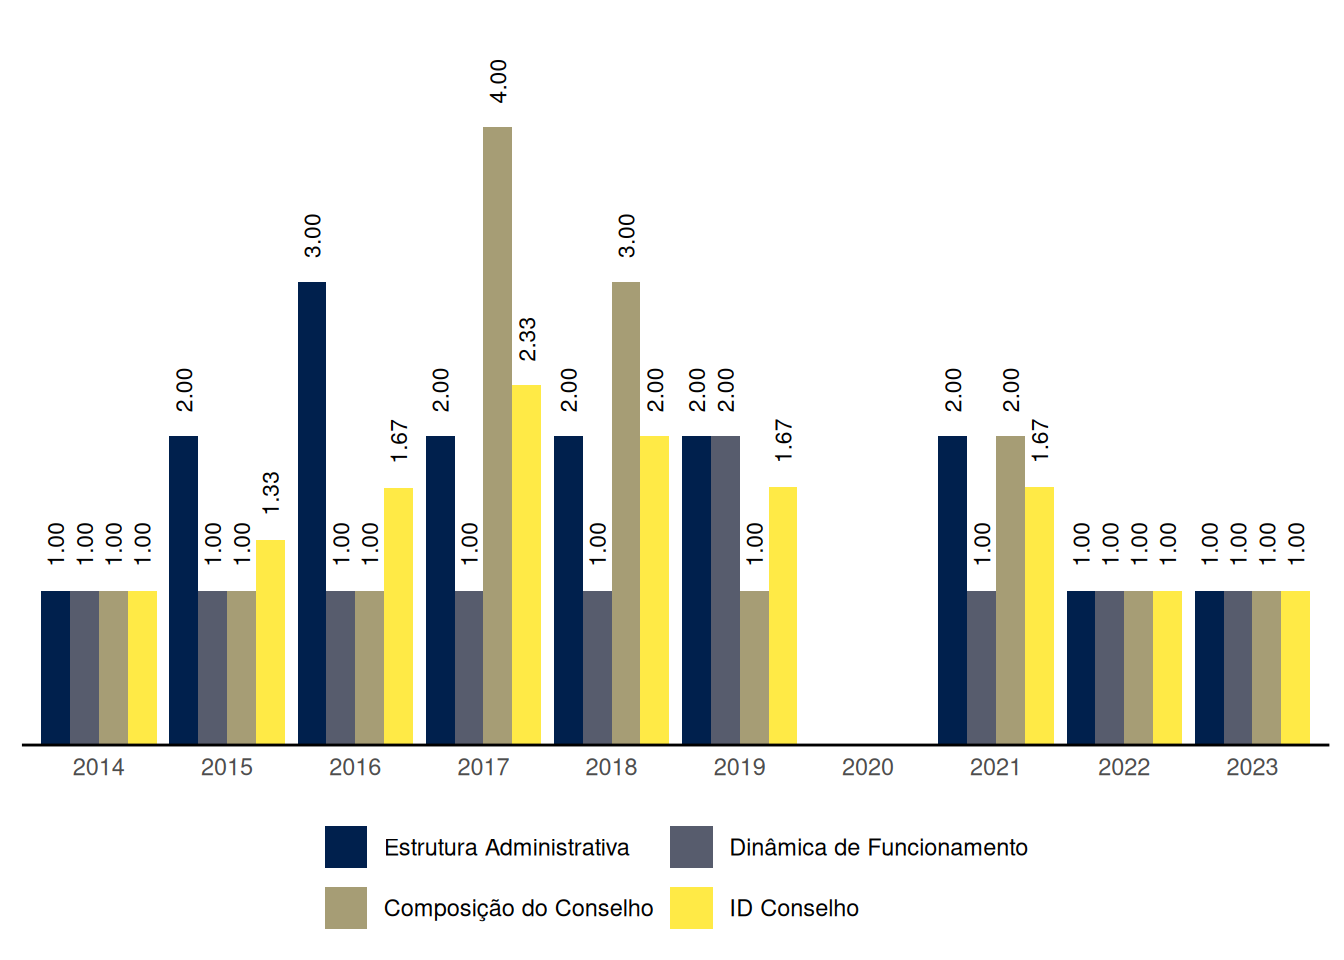 1.00 1.00 1.00 1.00
2.00 1.00 1.00 1.33
3.00 1.00 1.00 1.67
2.00 1.00 4.00 2.33
2.00 1.00 3.00 2.00
2.00 2.00 1.00 1.67
2.00 1.00 2.00 1.67
1.00 1.00 1.00 1.00
1.00 1.00 1.00 1.00
2014 2015 2016 2017 2018 2019 2020 2021 2022 2023
Estrutura Administrativa Dinâmica de Funcionamento
Composição do Conselho ID Conselho